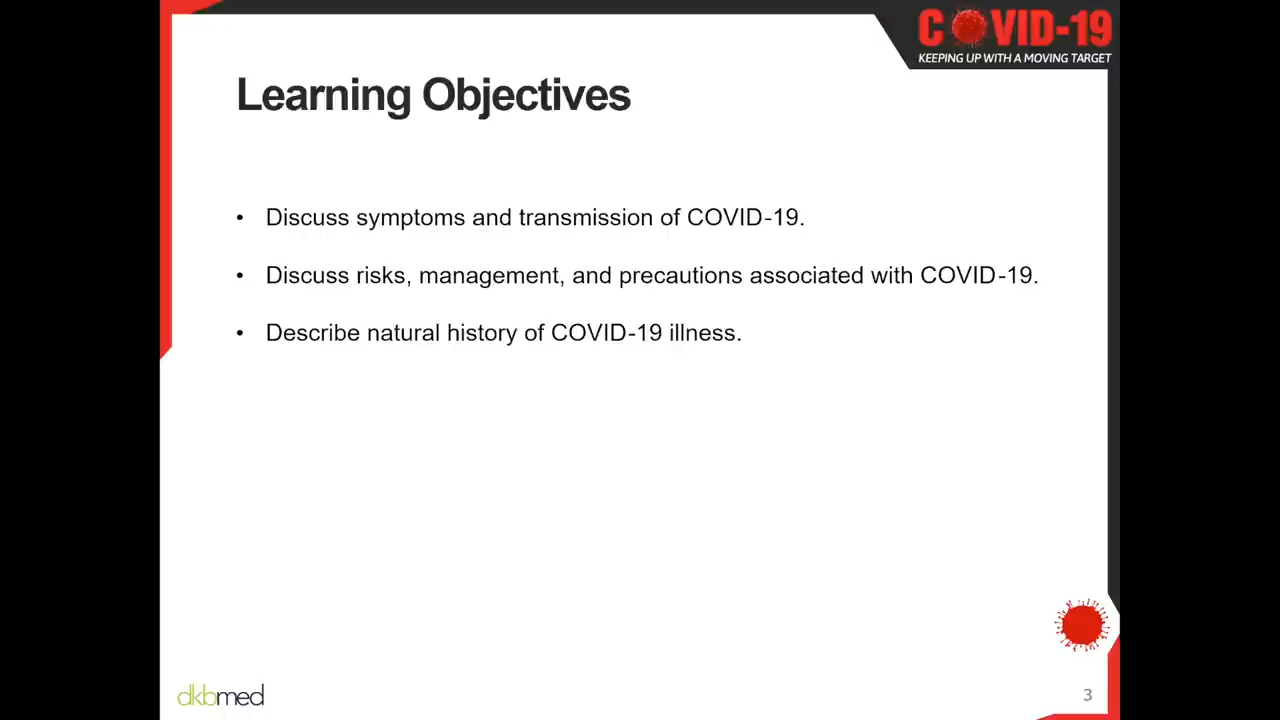 COVID-19
KEEPING UP WITH A MOVING TARGET
Learning Objectives
• Discuss symptoms and transmission of COVID-19.
• Discuss risks, management, and precautions associated with COVID-19.
• Describe natural history of COVID-19 illness.
dkbmed
3